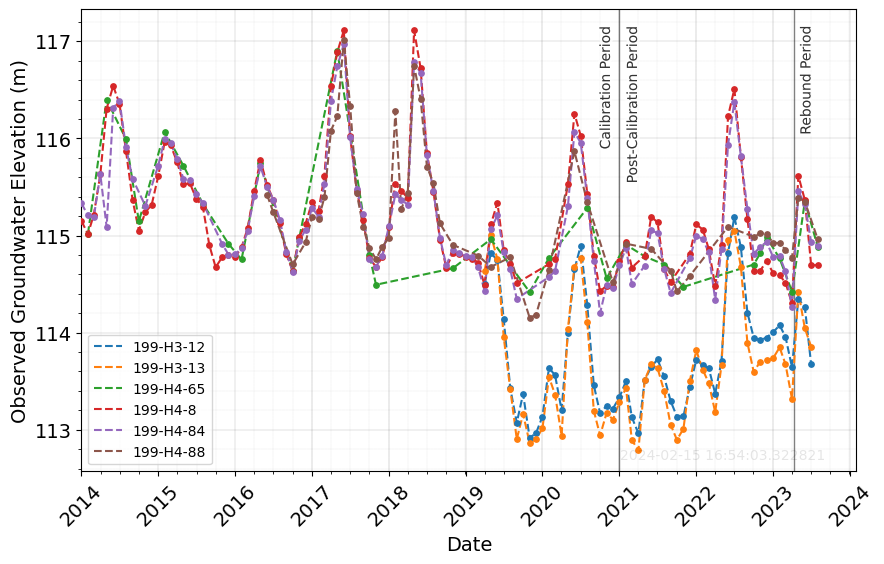 Observed Groundwater Elevation (m)
117
116
115
114
113
Calibration Period
Post-Calibration Period
Rebound Period
199-H3-12
199-H3-13
199-H4-65
199-H4-8
199-H4-84
199-H4-88
2024-02-15 16:54:03.322821
2014
2015
2016
2017
2018
2019
2020
2021
2022
2023
2024
Date